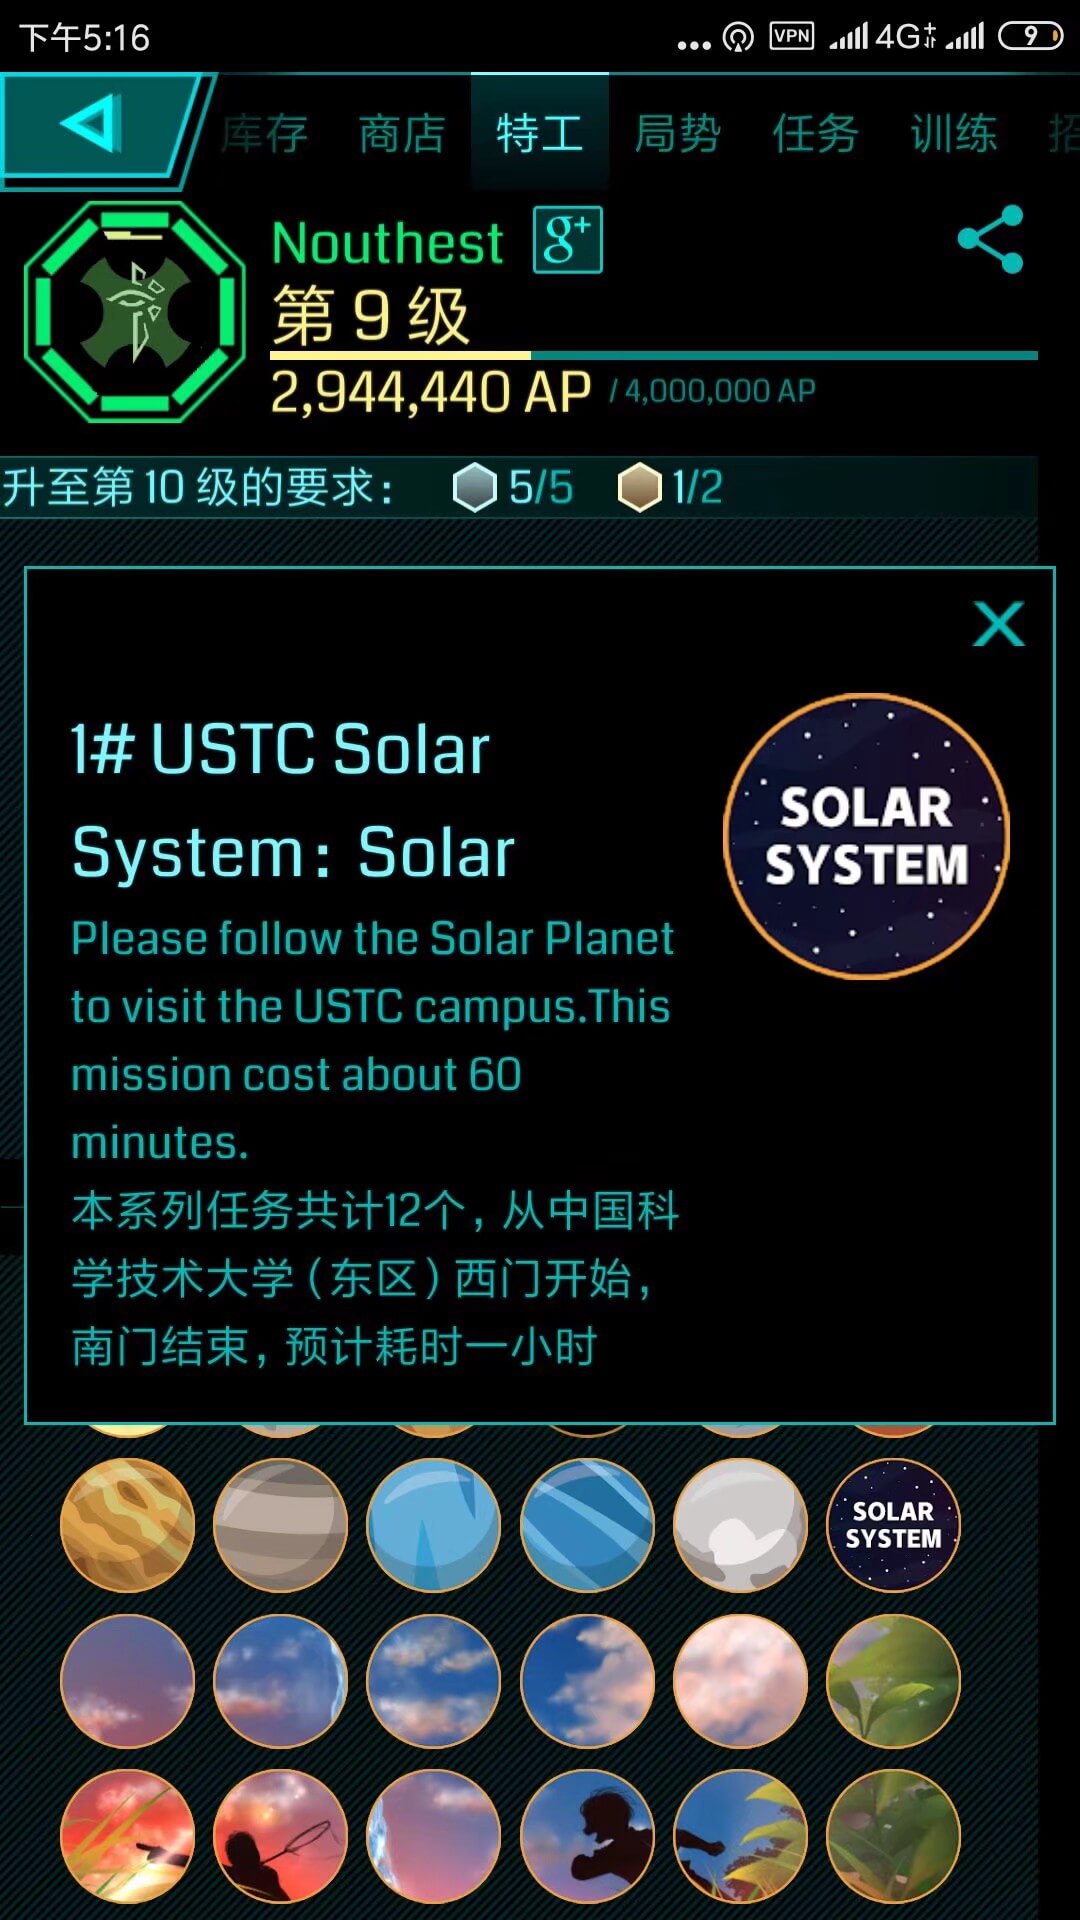 下午5:16
VPN 4G 9
库存 商店 特工 局势 任务 训练 招
Nouthest g+
第 9 级
2,944,440 AP / 4,000,000 AP
升至第 10 级的要求： 5/5 1/2
X
1# USTC Solar
System：Solar
SOLAR
SYSTEM
Please follow the Solar Planet
to visit the USTC campus.This
mission cost about 60
minutes.
本系列任务共计12个，从中国科
学技术大学（东区）西门开始，
南门结束，预计耗时一小时
SOLAR
SYSTEM